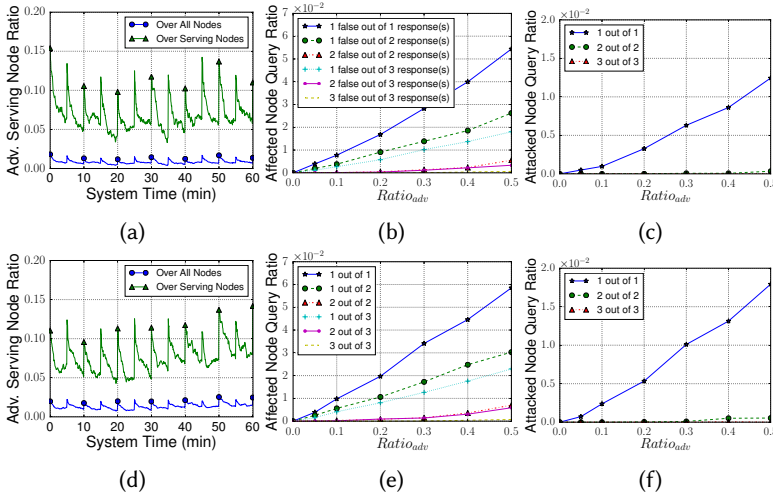 Adv. Serving Node Ratio
0.20
0.15
0.10
0.05
0.00
0 10 20 30 40 50 60
System Time (min)
Over All Nodes
Over Serving Nodes
(a)
Affected Node Query Ratio
×10⁻²
7
6
5
4
3
2
1
0
0.0 0.1 0.2 0.3 0.4 0.5
Ratio_adv
1 false out of 1 response(s)
1 false out of 2 response(s)
2 false out of 2 response(s)
1 false out of 3 response(s)
2 false out of 3 response(s)
3 false out of 3 response(s)
(b)
Attacked Node Query Ratio
×10⁻²
2.0
1.5
1.0
0.5
0.0
0.0 0.1 0.2 0.3 0.4 0.5
Ratio_adv
1 out of 1
2 out of 2
3 out of 3
(c)
Adv. Serving Node Ratio
0.20
0.15
0.10
0.05
0.00
0 10 20 30 40 50 60
System Time (min)
Over All Nodes
Over Serving Nodes
(d)
Affected Node Query Ratio
×10⁻²
7
6
5
4
3
2
1
0
0.0 0.1 0.2 0.3 0.4 0.5
Ratio_adv
1 out of 1
1 out of 2
2 out of 2
1 out of 3
2 out of 3
3 out of 3
(e)
Attacked Node Query Ratio
×10⁻²
2.0
1.5
1.0
0.5
0.0
0.0 0.1 0.2 0.3 0.4 0.5
Ratio_adv
1 out of 1
2 out of 2
3 out of 3
(f)